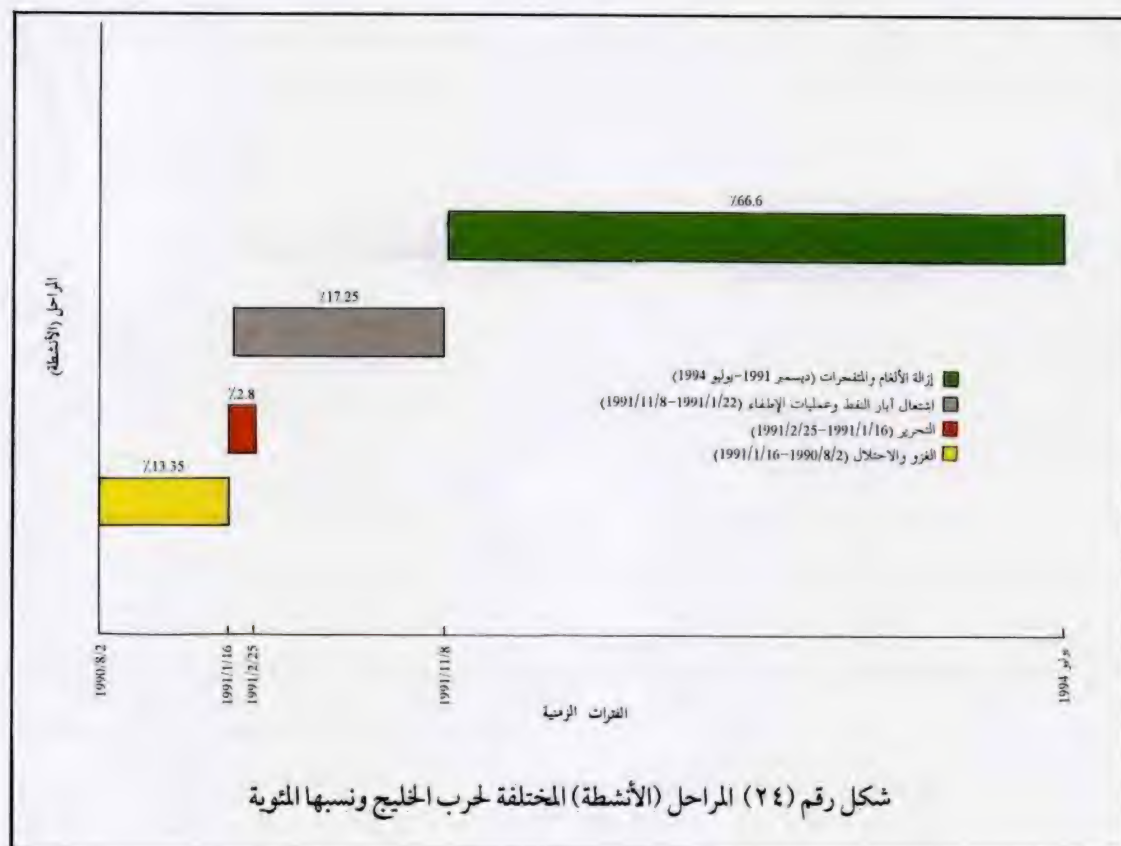 ٪66.6
٪17.25
٪2.8
٪13.35
المراحل (الأنشطة)
إزالة الألغام والمتفجرات (ديسمبر 1991-يوليو 1994)
اشتعال آبار النفط وعمليات الإطفاء (1991/1/22-1991/11/8)
التحرير (1991/1/16-1991/2/25)
الغزو والاحتلال (1990/8/2-1991/1/16)
1990/8/2
1991/1/16
1991/2/25
1991/11/8
يوليو 1994
الفترات الزمنية
شكل رقم (٢٤) المراحل (الأنشطة) المختلفة لحرب الخليج ونسبها المئوية